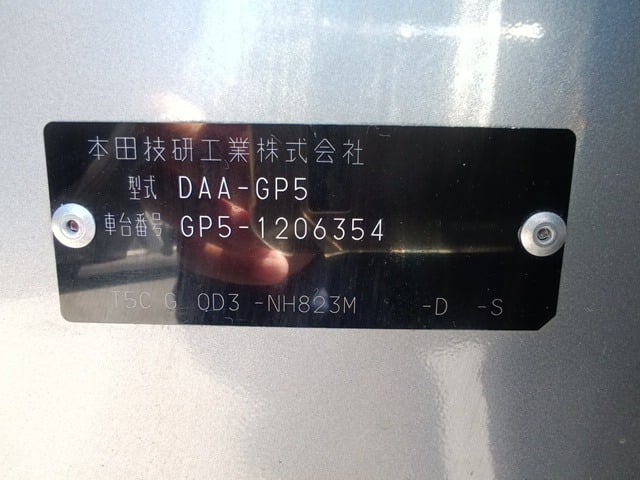 本田技研工業株式会社
型式 DAA-GP5
車台番号 GP5-1206354
T5C G QD3 -NH823M -D -S